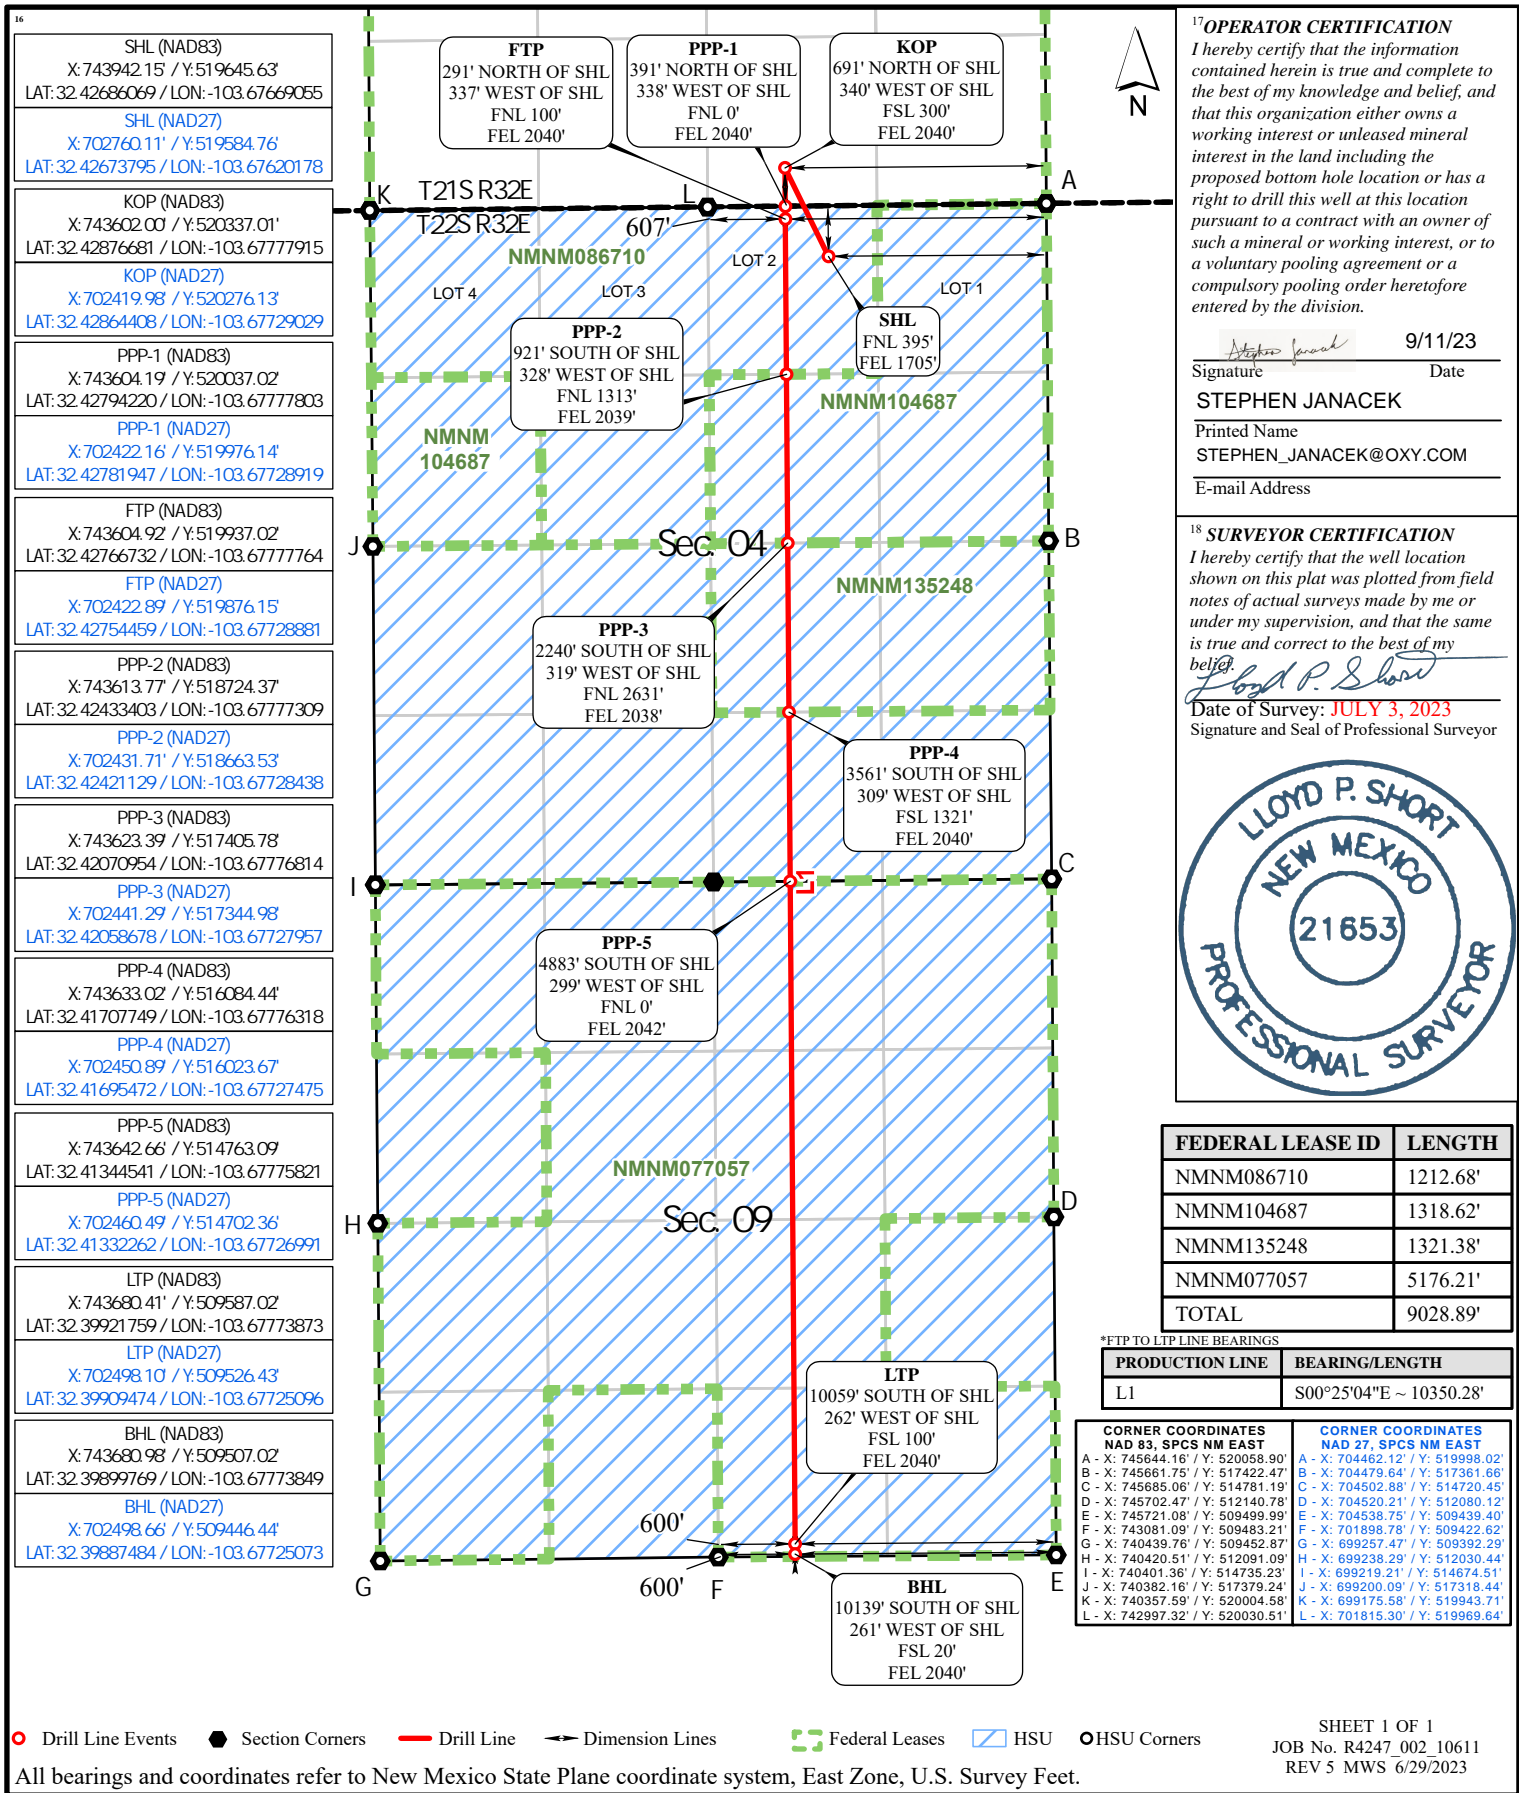 16
SHL (NAD83)
X: 743942.15' / Y: 519645.63'
LAT: 32.42686069 / LON: -103.67669055
SHL (NAD27)
X: 702760.11' / Y: 519584.76'
LAT: 32.42673795 / LON: -103.67620178
KOP (NAD83)
X: 743602.00' / Y: 520337.01'
LAT: 32.42876681 / LON: -103.67777915
KOP (NAD27)
X: 702419.98' / Y: 520276.13'
LAT: 32.42864408 / LON: -103.67729029
PPP-1 (NAD83)
X: 743604.19' / Y: 520037.02'
LAT: 32.42794220 / LON: -103.67777803
PPP-1 (NAD27)
X: 702422.16' / Y: 519976.14'
LAT: 32.42781947 / LON: -103.67728919
FTP (NAD83)
X: 743604.92' / Y: 519937.02'
LAT: 32.42766732 / LON: -103.67777764
FTP (NAD27)
X: 702422.89' / Y: 519876.15'
LAT: 32.42754459 / LON: -103.67728881
PPP-2 (NAD83)
X: 743613.77' / Y: 518724.37'
LAT: 32.42433403 / LON: -103.67777309
PPP-2 (NAD27)
X: 702431.71' / Y: 518663.53'
LAT: 32.42421129 / LON: -103.67728438
PPP-3 (NAD83)
X: 743623.39' / Y: 517405.78'
LAT: 32.42070954 / LON: -103.67776814
PPP-3 (NAD27)
X: 702441.29' / Y: 517344.98'
LAT: 32.42058678 / LON: -103.67727957
PPP-4 (NAD83)
X: 743633.02' / Y: 516084.44'
LAT: 32.41707749 / LON: -103.67776318
PPP-4 (NAD27)
X: 702450.89' / Y: 516023.67'
LAT: 32.41695472 / LON: -103.67727475
PPP-5 (NAD83)
X: 743642.66' / Y: 514763.09'
LAT: 32.41344541 / LON: -103.67775821
PPP-5 (NAD27)
X: 702460.49' / Y: 514702.36'
LAT: 32.41332262 / LON: -103.67726991
LTP (NAD83)
X: 743680.41' / Y: 509587.02'
LAT: 32.39921759 / LON: -103.67773873
LTP (NAD27)
X: 702498.10' / Y: 509526.43'
LAT: 32.39909474 / LON: -103.67725096
BHL (NAD83)
X: 743680.98' / Y: 509507.02'
LAT: 32.39899769 / LON: -103.67773849
BHL (NAD27)
X: 702498.66' / Y: 509446.44'
LAT: 32.39887484 / LON: -103.67725073
FTP
291' NORTH OF SHL
337' WEST OF SHL
FNL 100'
FEL 2040'
PPP-1
391' NORTH OF SHL
338' WEST OF SHL
FNL 0'
FEL 2040'
KOP
691' NORTH OF SHL
340' WEST OF SHL
FSL 300'
FEL 2040'
N
K
T21S R32E
L
A
T22S R32E
607'
NMNM086710
LOT 2
LOT 4
LOT 3
LOT 1
SHL
FNL 395'
FEL 1705'
PPP-2
921' SOUTH OF SHL
328' WEST OF SHL
FNL 1313'
FEL 2039'
NMNM104687
NMNM
104687
J
Sec. 04
B
NMNM135248
PPP-3
2240' SOUTH OF SHL
319' WEST OF SHL
FNL 2631'
FEL 2038'
PPP-4
3561' SOUTH OF SHL
309' WEST OF SHL
FSL 1321'
FEL 2040'
I
C
PPP-5
4883' SOUTH OF SHL
299' WEST OF SHL
FNL 0'
FEL 2042'
NMNM077057
H
Sec. 09
D
LTP
10059' SOUTH OF SHL
262' WEST OF SHL
FSL 100'
FEL 2040'
600'
600'
G
F
E
BHL
10139' SOUTH OF SHL
261' WEST OF SHL
FSL 20'
FEL 2040'
17 OPERATOR CERTIFICATION
I hereby certify that the information
contained herein is true and complete to
the best of my knowledge and belief, and
that this organization either owns a
working interest or unleased mineral
interest in the land including the
proposed bottom hole location or has a
right to drill this well at this location
pursuant to a contract with an owner of
such a mineral or working interest, or to
a voluntary pooling agreement or a
compulsory pooling order heretofore
entered by the division.
Stephen Janacek 9/11/23
Signature Date
STEPHEN JANACEK
Printed Name
STEPHEN_JANACEK@OXY.COM
E-mail Address
18 SURVEYOR CERTIFICATION
I hereby certify that the well location
shown on this plat was plotted from field
notes of actual surveys made by me or
under my supervision, and that the same
is true and correct to the best of my
belief.
Lloyd P. Short
Date of Survey: JULY 3, 2023
Signature and Seal of Professional Surveyor
LLOYD P. SHORT
NEW MEXICO
21653
PROFESSIONAL SURVEYOR
FEDERAL LEASE ID LENGTH
NMNM086710 1212.68'
NMNM104687 1318.62'
NMNM135248 1321.38'
NMNM077057 5176.21'
TOTAL 9028.89'
*FTP TO LTP LINE BEARINGS
PRODUCTION LINE BEARING/LENGTH
L1 S00°25'04"E ~ 10350.28'
CORNER COORDINATES
NAD 83, SPCS NM EAST
A - X: 745644.16' / Y: 520058.90'
B - X: 745661.75' / Y: 517422.47'
C - X: 745685.06' / Y: 514781.19'
D - X: 745702.47' / Y: 512140.78'
E - X: 745721.08' / Y: 509499.99'
F - X: 743081.09' / Y: 509483.21'
G - X: 740439.76' / Y: 509452.87'
H - X: 740420.51' / Y: 512091.09'
I - X: 740401.36' / Y: 514735.23'
J - X: 740382.16' / Y: 517379.24'
K - X: 740357.59' / Y: 520004.58'
L - X: 742997.32' / Y: 520030.51'
CORNER COORDINATES
NAD 27, SPCS NM EAST
A - X: 704462.12' / Y: 519998.02'
B - X: 704479.64' / Y: 517361.66'
C - X: 704502.88' / Y: 514720.45'
D - X: 704520.21' / Y: 512080.12'
E - X: 704538.75' / Y: 509439.40'
F - X: 701898.78' / Y: 509422.62'
G - X: 699257.47' / Y: 509392.29'
H - X: 699238.29' / Y: 512030.44'
I - X: 699219.21' / Y: 514674.51'
J - X: 699200.09' / Y: 517318.44'
K - X: 699175.58' / Y: 519943.71'
L - X: 701815.30' / Y: 519969.64'
Drill Line Events Section Corners Drill Line Dimension Lines Federal Leases HSU HSU Corners
All bearings and coordinates refer to New Mexico State Plane coordinate system, East Zone, U.S. Survey Feet.
SHEET 1 OF 1
JOB No. R4247_002_10611
REV 5 MWS 6/29/2023